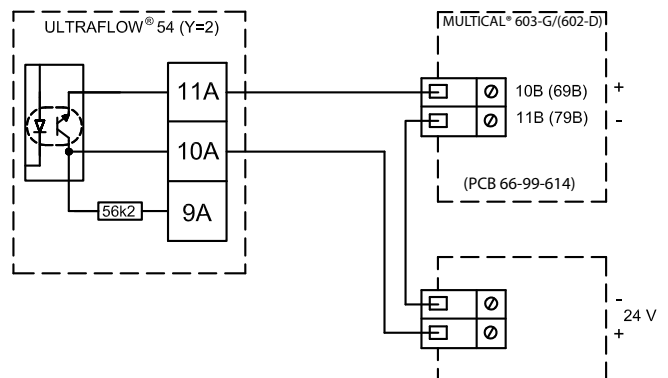 ULTRAFLOW® 54 (Y=2)
MULTICAL® 603-G/(602-D)
11A
10A
9A
56k2
10B (69B) +
11B (79B) -
(PCB 66-99-614)
-
24 V
+